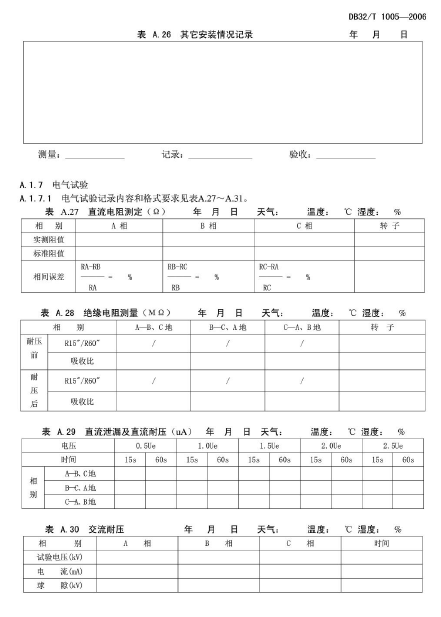 DB32/T 1005—2006
表 A.26 其它安装情况记录 年 月 日
测量: 记录: 验收:
A.1.7 电气试验
A.1.7.1 电气试验记录内容和格式要求见表A.27～A.31。
表 A.27 直流电阻测定(Ω) 年 月 日 天气: 温度: ℃ 湿度: %
相 别 A 相 B 相 C 相 转 子
实测阻值
标准阻值
相间误差 RA-RB/RA = % RB-RC/RB = % RC-RA/RC = %
表 A.28 绝缘电阻测量(MΩ) 年 月 日 天气: 温度: ℃ 湿度: %
相 别 A—B、C地 B—C、A地 C—A、B地 转 子
耐压前 R15"/R60" / / /
吸收比
耐压后 R15"/R60" / / /
吸收比
表 A.29 直流泄漏及直流耐压(uA) 年 月 日 天气: 温度: ℃ 湿度: %
电压 0.5Ue 1.0Ue 1.5Ue 2.0Ue 2.5Ue
时间 15s 60s 15s 60s 15s 60s 15s 60s 15s 60s
相别 A—B、C地
B—C、A地
C—A、B地
表 A.30 交流耐压 年 月 日 天气: 温度: ℃ 湿度: %
相 别 A 相 B 相 C 相 时间
试验电压(kV)
电 流(mA)
球 隙(kV)